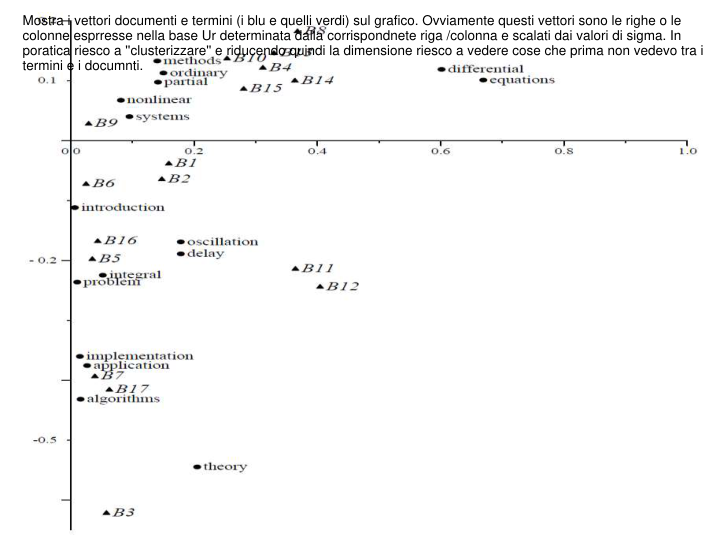 Mostra i vettori documenti e termini (i blu e quelli verdi) sul grafico. Ovviamente questi vettori sono le righe o le
colonne esprresse nella base Ur determinata dalla corrispondnete riga /colonna e scalati dai valori di sigma. In
poratica riesco a "clusterizzare" e riducendo quindi la dimensione riesco a vedere cose che prima non vedevo tra i
termini e i documnti.
B8
methods
B10
ordinary
B4
partial
B14
B15
differential
equations
0.1
nonlinear
systems
B9
0.0 0.2 0.4 0.6 0.8 1.0
B1
B2
B6
introduction
B16
oscillation
delay
B5
-0.2
B11
integral
problem
B12
implementation
application
B7
B17
algorithms
-0.5
theory
B3